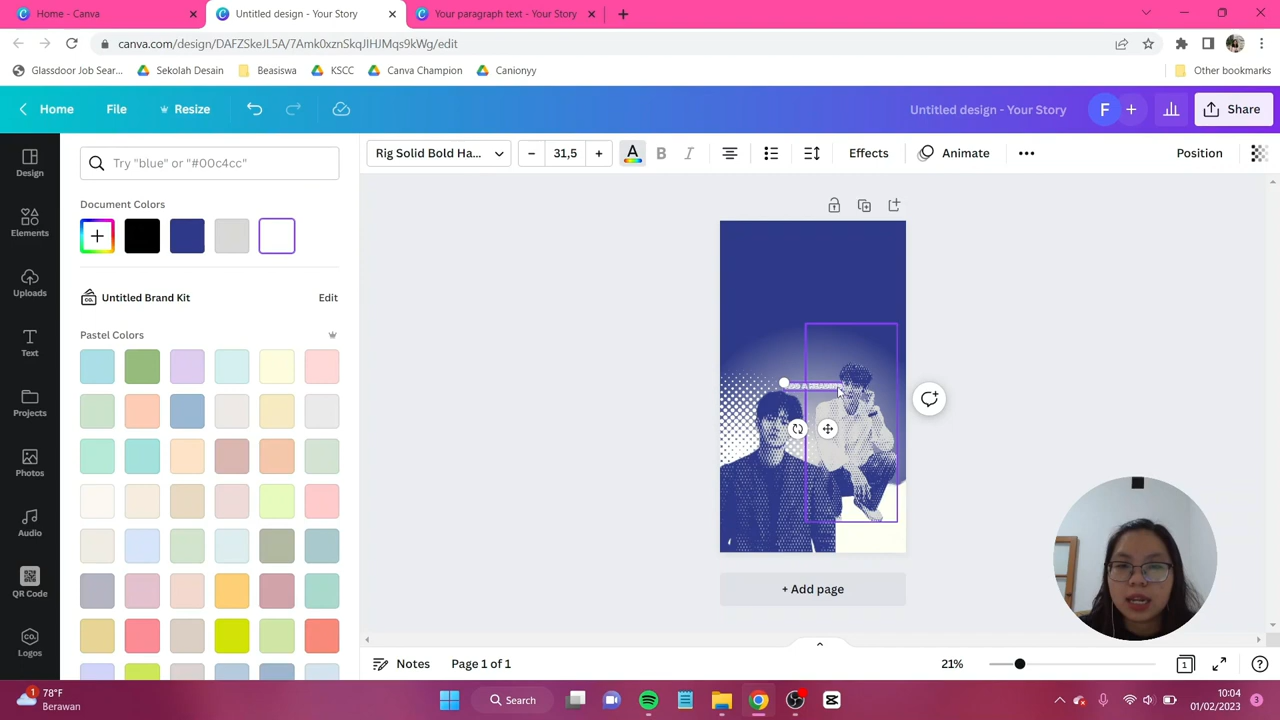 Home - Canva
Untitled design - Your Story
Your paragraph text - Your Story
canva.com/design/DAFZSkeJL5A/7Amk0xznSkqJIHJMqs9kWg/edit
Glassdoor Job Sear...
Sekolah Desain
Beasiswa
KSCC
Canva Champion
Canionyy
Other bookmarks
Home
File
Resize
Untitled design - Your Story
F
Share
Design
Elements
Uploads
Text
Projects
Photos
Audio
QR Code
Logos
Try "blue" or "#00c4cc"
Document Colors
Untitled Brand Kit
Edit
Pastel Colors
Rig Solid Bold Ha...
31,5
A
B
I
Effects
Animate
Position
+ Add page
Notes
Page 1 of 1
21%
1
78°F
Berawan
Search
10:04
01/02/2023
3